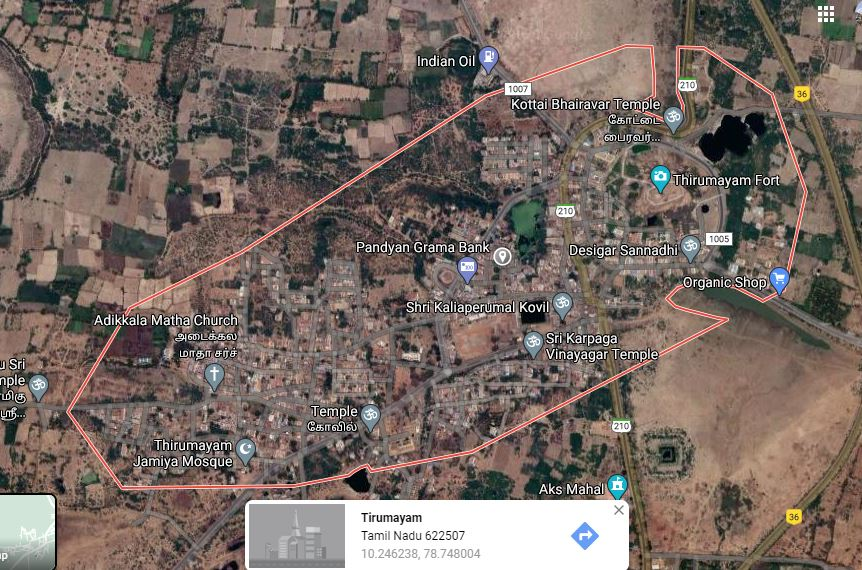 36
Indian Oil
1007
210
Kottai Bhairavar Temple
கோட்டை
பைரவர்...
Thirumayam Fort
210
1005
Pandyan Grama Bank
Desigar Sannadhi
Organic Shop
Shri Kaliaperumal Kovil
Adikkala Matha Church
அடைக்கல
மாதா சர்ச்
Sri Karpaga
Vinayagar Temple
u Sri
mple
ஸ்ரீ...
Temple
கோவில்
210
Thirumayam
Jamiya Mosque
Aks Mahal
36
Tirumayam
Tamil Nadu 622507
10.246238, 78.748004